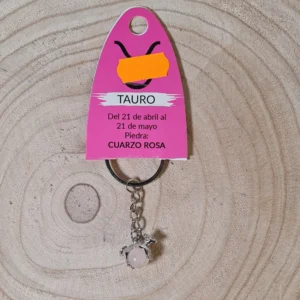 TAURO
Del 21 de abril al
21 de mayo
Piedra:
CUARZO ROSA